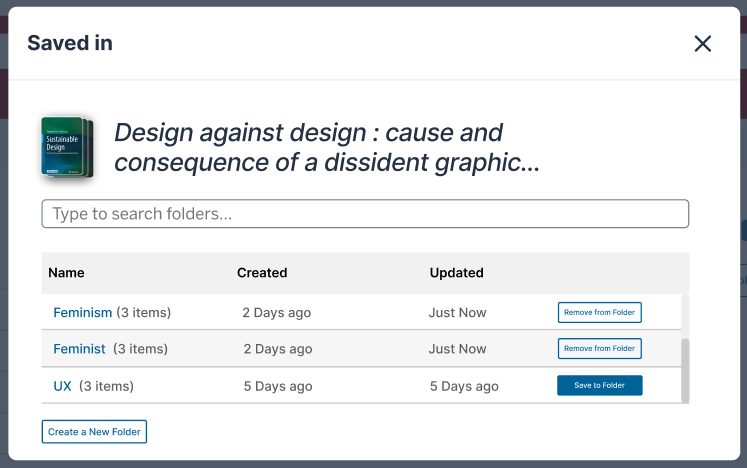 Saved in
Sustainable
Design
Design against design : cause and
consequence of a dissident graphic...
Type to search folders...
Name Created Updated
Feminism (3 items) 2 Days ago Just Now Remove from Folder
Feminist (3 items) 2 Days ago Just Now Remove from Folder
UX (3 items) 5 Days ago 5 Days ago Save to Folder
Create a New Folder